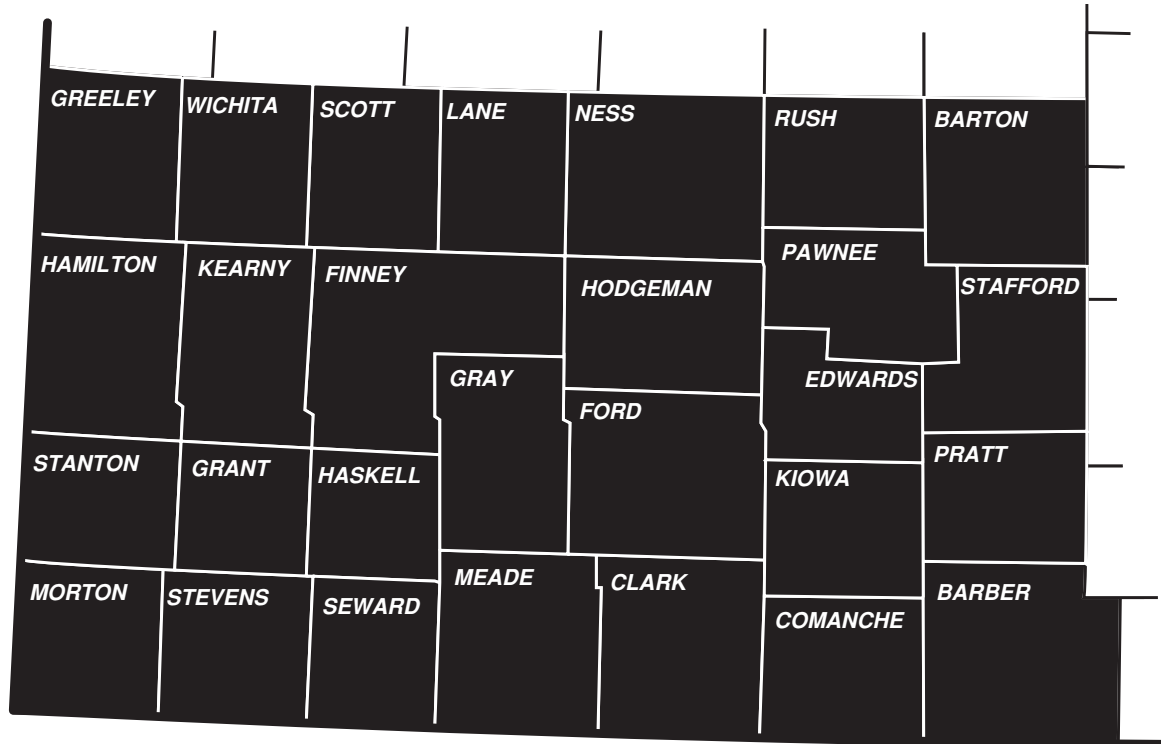 GREELEY
WICHITA
SCOTT
LANE
NESS
RUSH
BARTON
HAMILTON
KEARNY
FINNEY
HODGEMAN
PAWNEE
STAFFORD
GRAY
EDWARDS
FORD
STANTON
GRANT
HASKELL
KIOWA
PRATT
MORTON
STEVENS
SEWARD
MEADE
CLARK
COMANCHE
BARBER